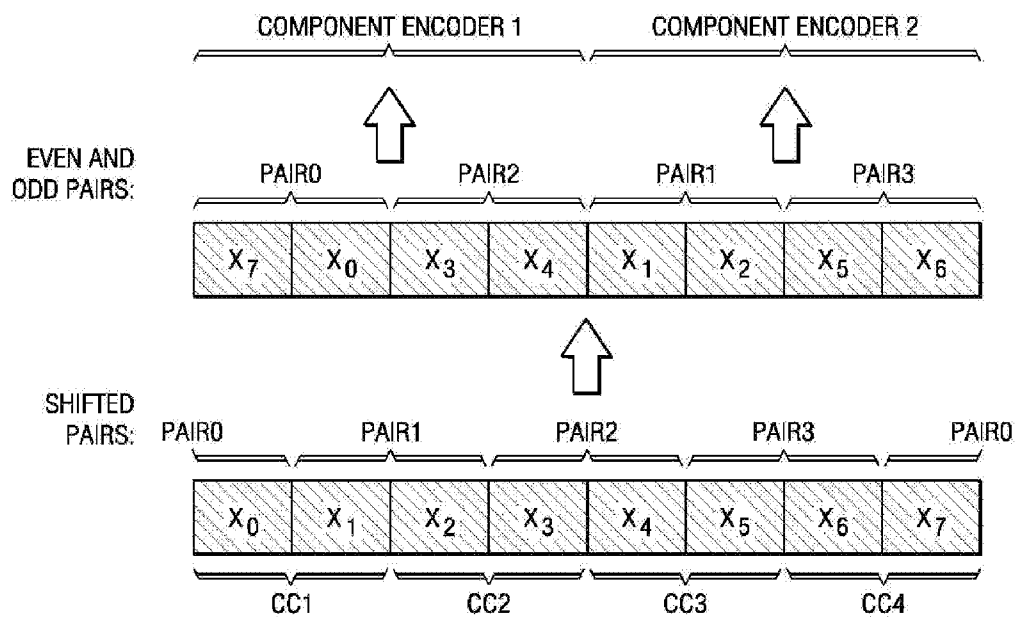 COMPONENT ENCODER 1 COMPONENT ENCODER 2
EVEN AND
ODD PAIRS:
PAIR0 PAIR2 PAIR1 PAIR3
X7 X0 X3 X4 X1 X2 X5 X6
SHIFTED
PAIRS:
PAIR0 PAIR1 PAIR2 PAIR3 PAIR0
X0 X1 X2 X3 X4 X5 X6 X7
CC1 CC2 CC3 CC4